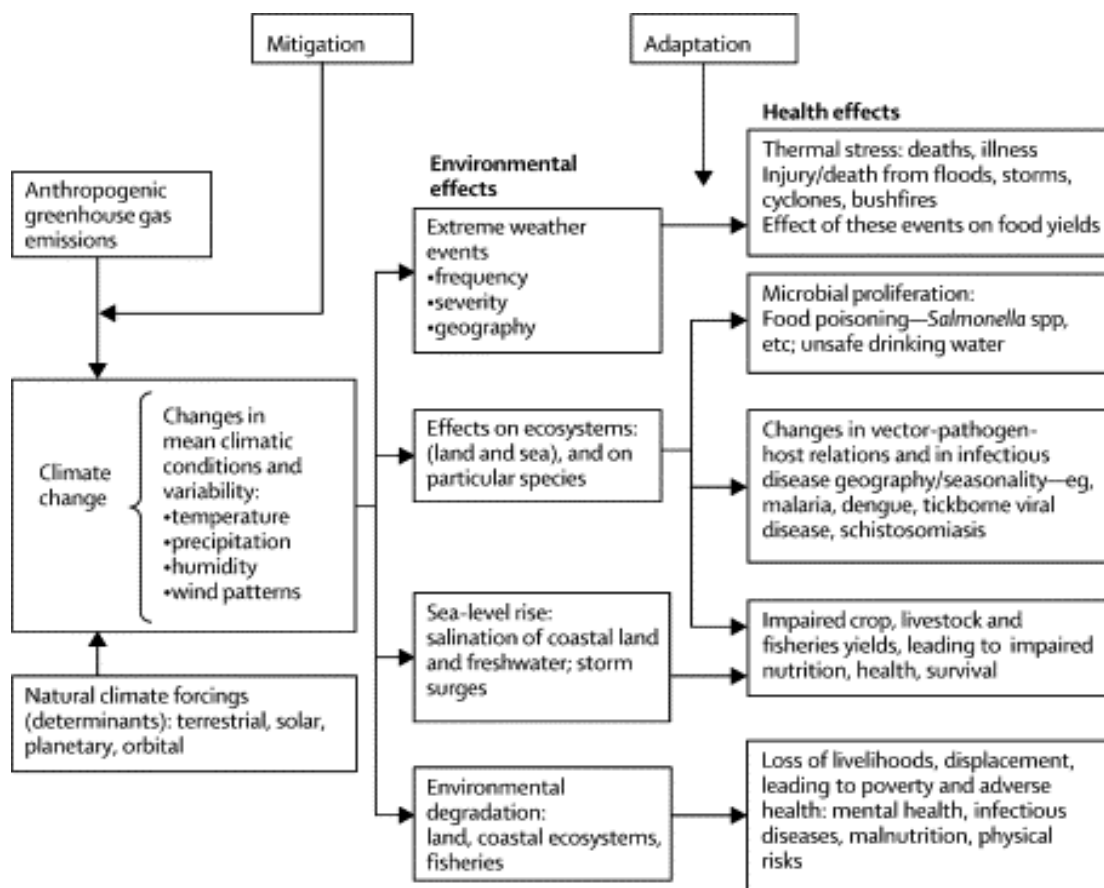 Mitigation
Adaptation
Health effects
Thermal stress: deaths, illness
Injury/death from floods, storms,
cyclones, bushfires
Effect of these events on food yields
Environmental
effects
Anthropogenic
greenhouse gas
emissions
Extreme weather
events
•frequency
•severity
•geography
Microbial proliferation:
Food poisoning—Salmonella spp,
etc; unsafe drinking water
Climate
change
Changes in
mean climatic
conditions and
variability:
•temperature
•precipitation
•humidity
•wind patterns
Effects on ecosystems:
(land and sea), and on
particular species
Changes in vector-pathogen-
host relations and in infectious
disease geography/seasonality—eg,
malaria, dengue, tickborne viral
disease, schistosomiasis
Sea-level rise:
salination of coastal land
and freshwater; storm
surges
Impaired crop, livestock and
fisheries yields, leading to impaired
nutrition, health, survival
Natural climate forcings
(determinants): terrestrial, solar,
planetary, orbital
Environmental
degradation:
land, coastal ecosystems,
fisheries
Loss of livelihoods, displacement,
leading to poverty and adverse
health: mental health, infectious
diseases, malnutrition, physical
risks